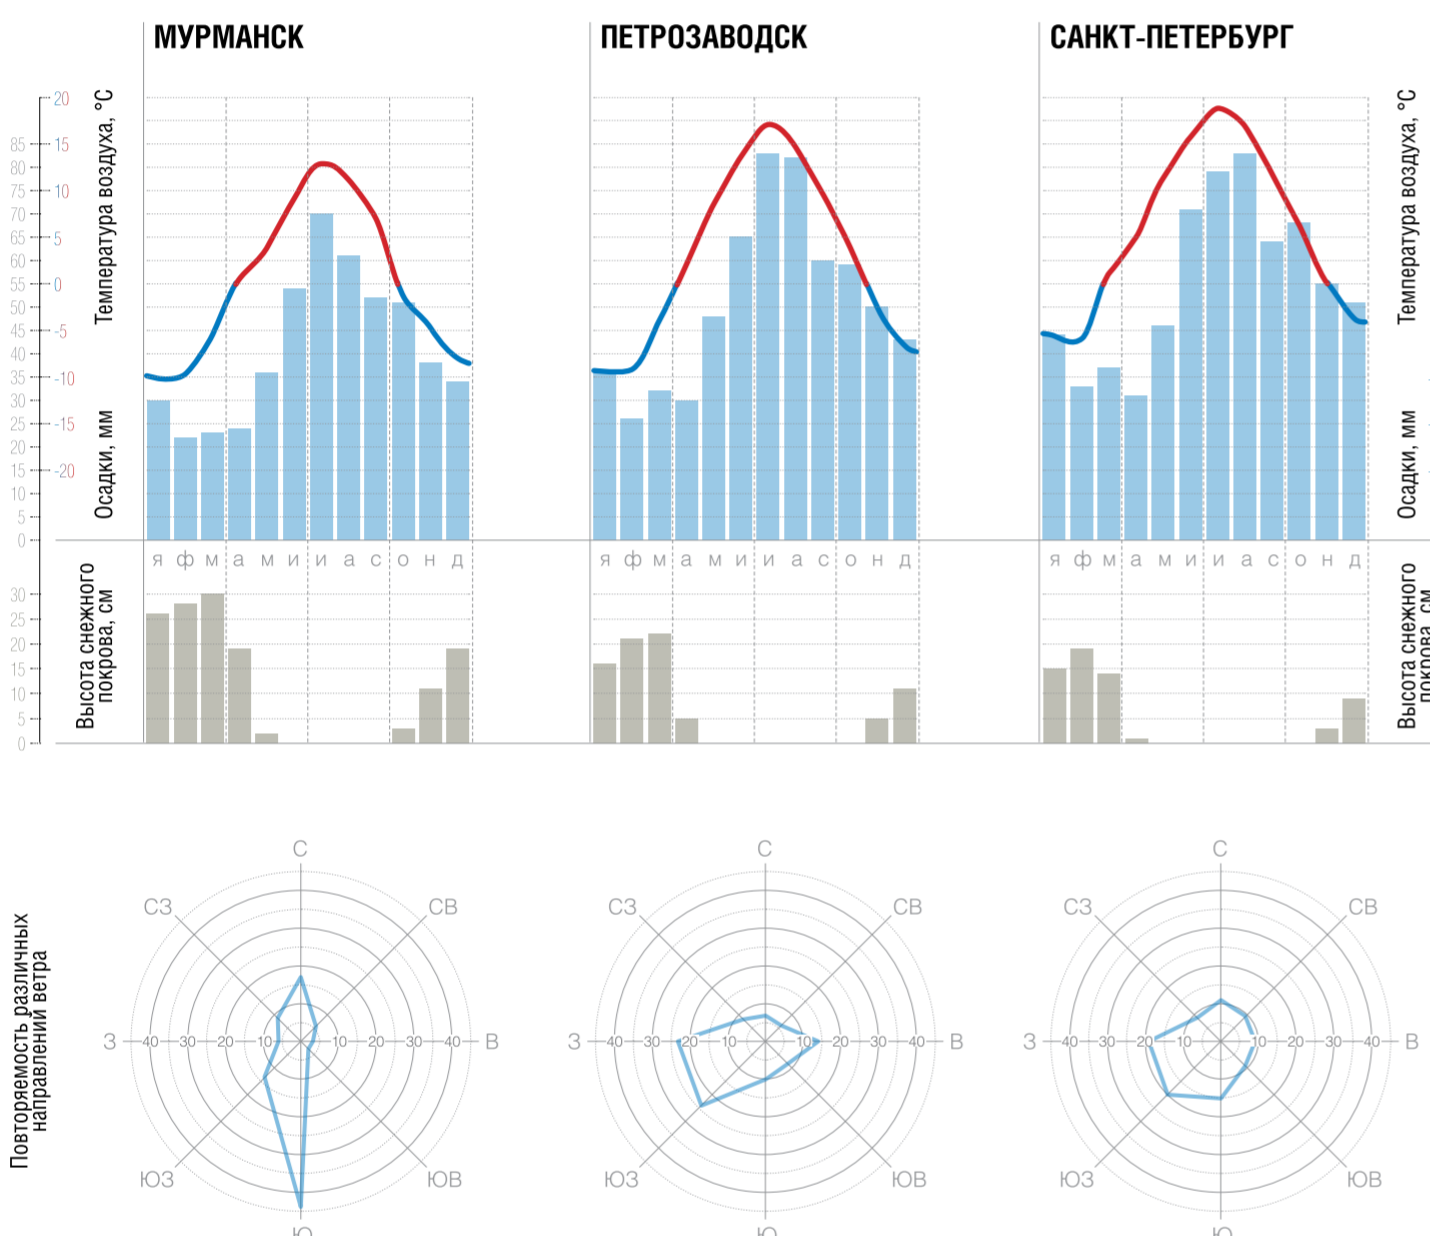 МУРМАНСК
ПЕТРОЗАВОДСК
САНКТ-ПЕТЕРБУРГ
Температура воздуха, °C
Осадки, мм
20
15
10
5
0
-5
-10
-15
-20
85
80
75
70
65
60
55
50
45
40
35
30
25
20
15
10
5
0
Температура воздуха, °C
Осадки, мм
я ф м а м и и а с о н д
я ф м а м и и а с о н д
я ф м а м и и а с о н д
Высота снежного
покрова, см
30
25
20
15
10
5
0
Высота снежного
покрова, см
Повторяемость различных
направлений ветра
С
СЗ СВ
З 40 30 20 10 10 20 30 40 В
ЮЗ ЮВ
Ю
С
СЗ СВ
З 40 30 20 10 10 20 30 40 В
ЮЗ ЮВ
Ю
С
СЗ СВ
З 40 30 20 10 10 20 30 40 В
ЮЗ ЮВ
Ю